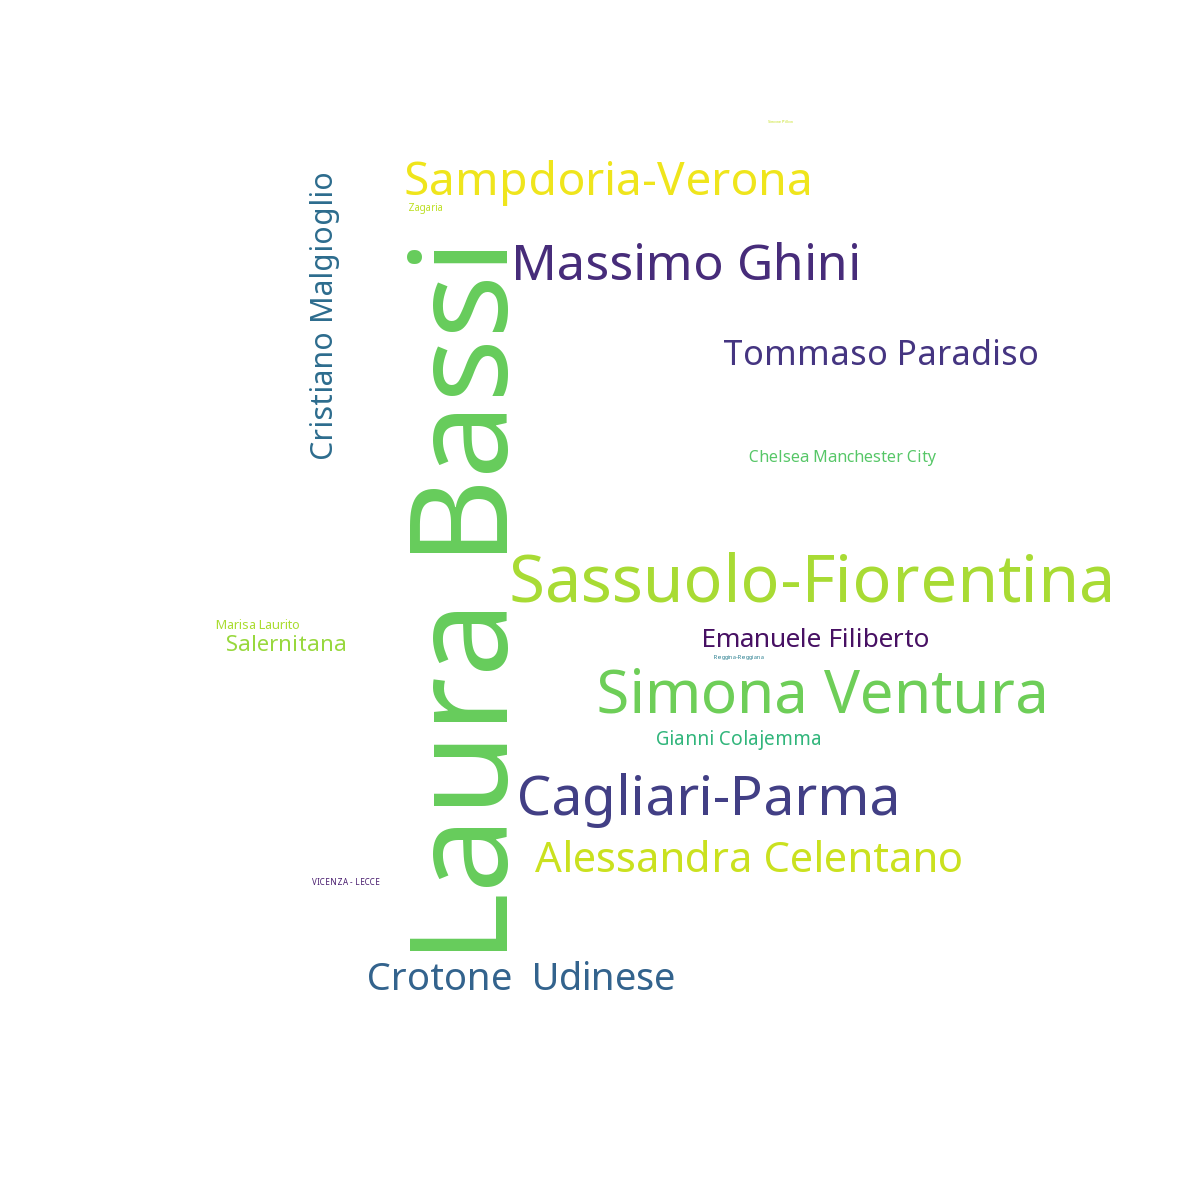 Sampdoria-Verona
Zagaria
Cristiano Malgioglio
Laura Bassi
Massimo Ghini
Tommaso Paradiso
Chelsea Manchester City
Sassuolo-Fiorentina
Marisa Laurito
Salernitana
Emanuele Filiberto
Reggina-Reggiana
Simona Ventura
Gianni Colajemma
Cagliari-Parma
Alessandra Celentano
VICENZA - LECCE
Crotone  Udinese